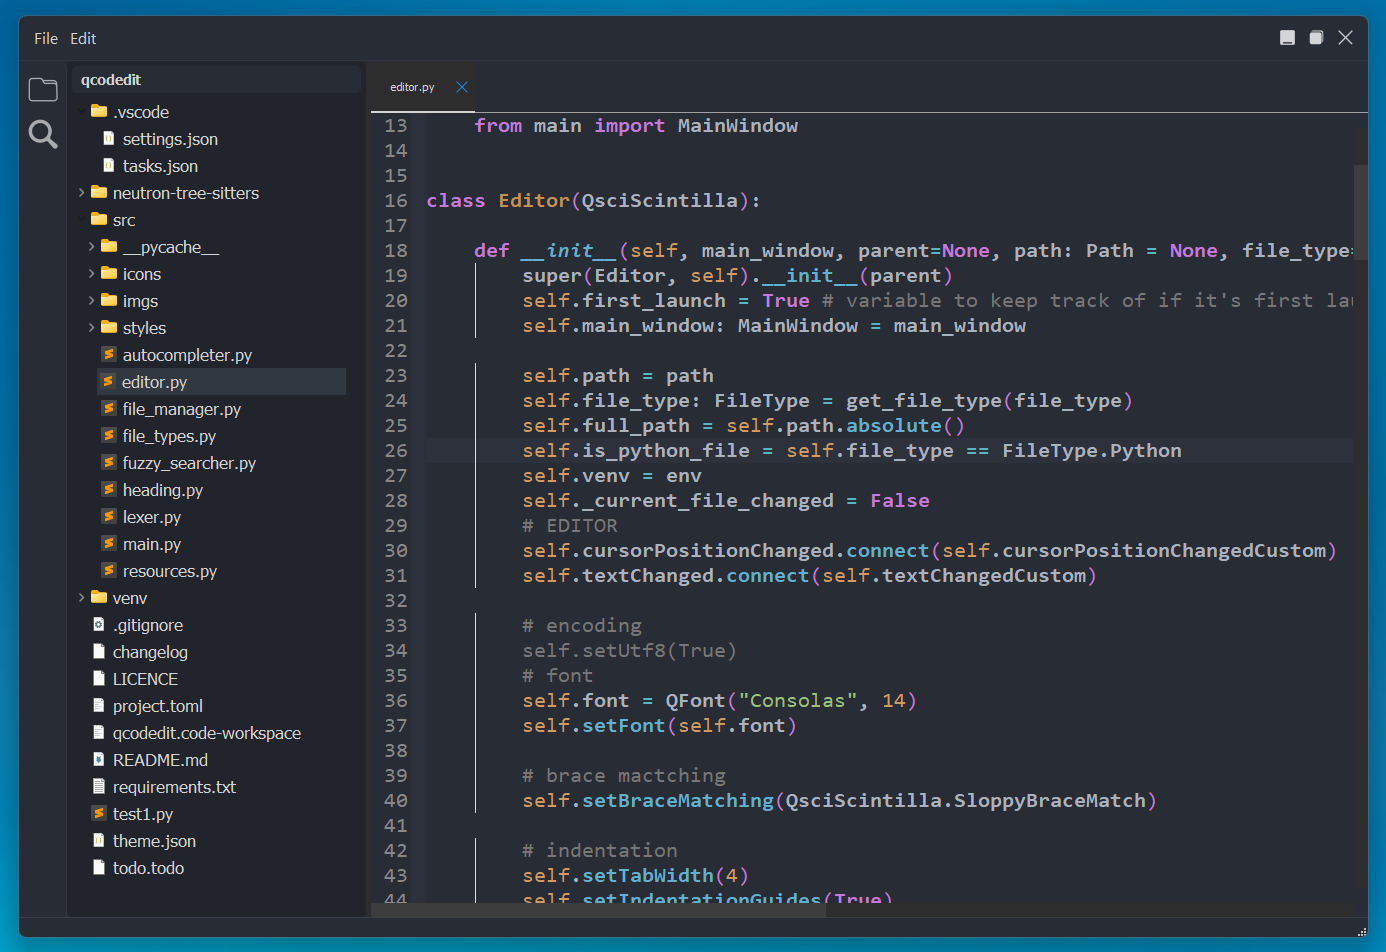 File Edit
qcodedit
.vscode
settings.json
tasks.json
neutron-tree-sitters
src
__pycache__
icons
imgs
styles
autocompleter.py
editor.py
file_manager.py
file_types.py
fuzzy_searcher.py
heading.py
lexer.py
main.py
resources.py
venv
.gitignore
changelog
LICENCE
project.toml
qcodedit.code-workspace
README.md
requirements.txt
test1.py
theme.json
todo.todo
editor.py
13 from main import MainWindow
14
15
16 class Editor(QsciScintilla):
17
18 def __init__(self, main_window, parent=None, path: Path = None, file_type=
19 super(Editor, self).__init__(parent)
20 self.first_launch = True # variable to keep track of if it's first lau
21 self.main_window: MainWindow = main_window
22
23 self.path = path
24 self.file_type: FileType = get_file_type(file_type)
25 self.full_path = self.path.absolute()
26 self.is_python_file = self.file_type == FileType.Python
27 self.venv = env
28 self._current_file_changed = False
29 # EDITOR
30 self.cursorPositionChanged.connect(self.cursorPositionChangedCustom)
31 self.textChanged.connect(self.textChangedCustom)
32
33 # encoding
34 self.setUtf8(True)
35 # font
36 self.font = QFont("Consolas", 14)
37 self.setFont(self.font)
38
39 # brace mactching
40 self.setBraceMatching(QsciScintilla.SloppyBraceMatch)
41
42 # indentation
43 self.setTabWidth(4)
44 self.setIndentationGuides(True)